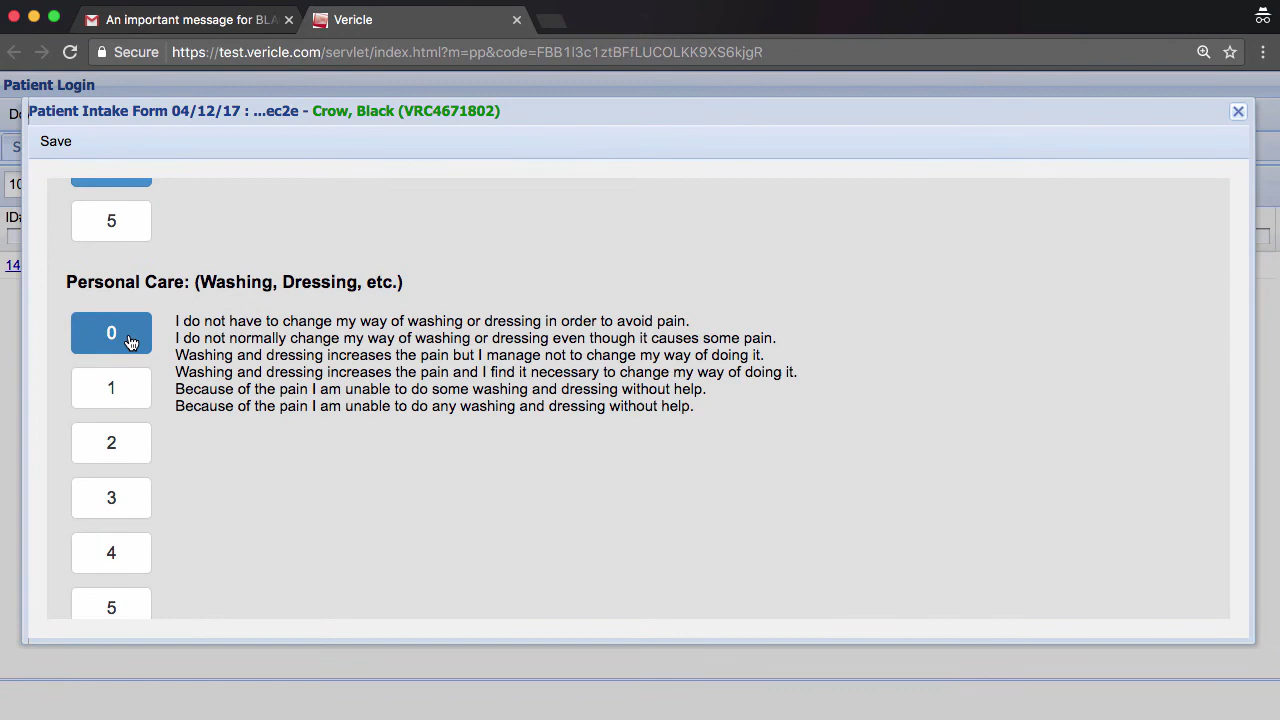 An important message for BLA
Vericle
Secure
https://test.vericle.com/servlet/index.html?m=pp&code=FBB1I3c1ztBFfLUCOLKK9XS6kjgR
Patient Login
Patient Intake Form 04/12/17 : ...ec2e - Crow, Black (VRC4671802)
Save
10
ID#
14
5
Personal Care: (Washing, Dressing, etc.)
0
1
2
3
4
5
I do not have to change my way of washing or dressing in order to avoid pain.
I do not normally change my way of washing or dressing even though it causes some pain.
Washing and dressing increases the pain but I manage not to change my way of doing it.
Washing and dressing increases the pain and I find it necessary to change my way of doing it.
Because of the pain I am unable to do some washing and dressing without help.
Because of the pain I am unable to do any washing and dressing without help.